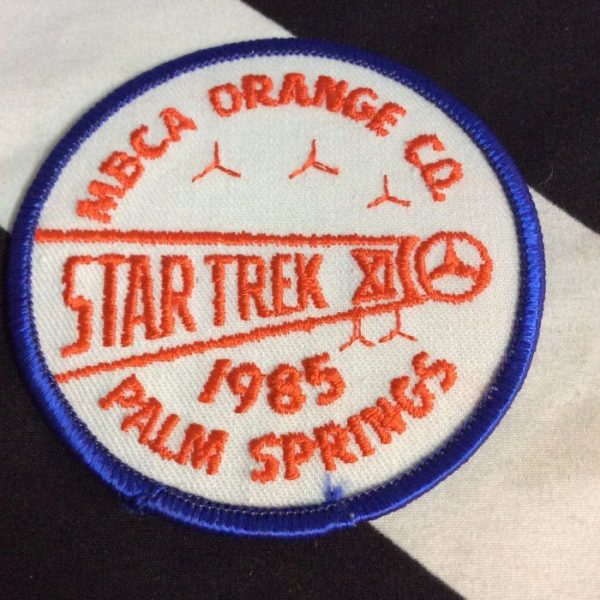 MBCA ORANGE CO.
STAR TREK XI
1985
PALM SPRINGS